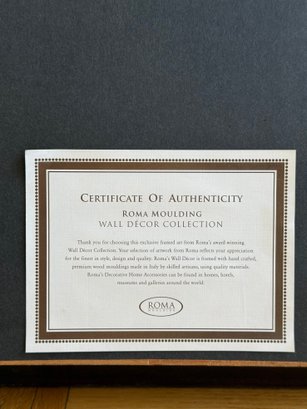 CERTIFICATE OF AUTHENTICITY
ROMA MOULDING
WALL DÉCOR COLLECTION
Thank you for choosing this exclusive framed art from Roma's award winning
Wall Décor Collection. Your selection of artwork from Roma reflects your appreciation
for the finest in style, design and quality. Roma's Wall Décor is framed with hand crafted,
premium wood mouldings made in Italy by skilled artisans, using quality materials.
Roma's Decorative Home Accessories can be found in homes, hotels,
museums and galleries around the world.
ROMA
MOULDING